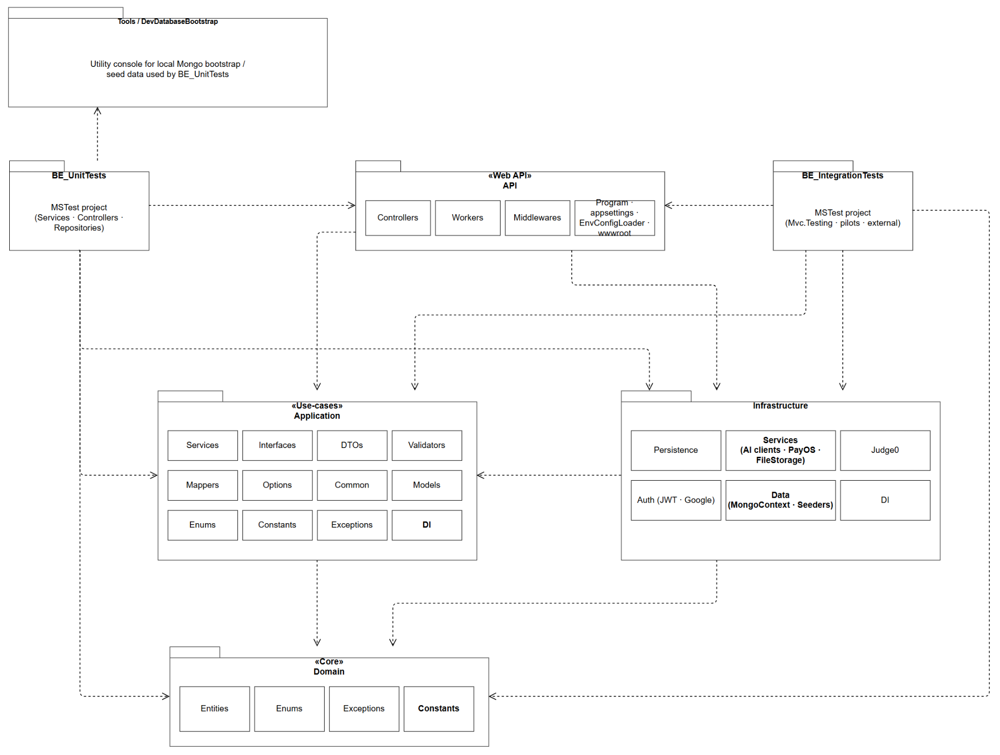 Tools / DevDatabaseBootstrap
Utility console for local Mongo bootstrap /
seed data used by BE_UnitTests
BE_UnitTests
MSTest project
(Services · Controllers ·
Repositories)
«Web API»
API
Controllers
Workers
Middlewares
Program ·
appsettings ·
EnvConfigLoader ·
wwwroot
BE_IntegrationTests
MSTest project
(Mvc.Testing · pilots · external)
«Use-cases»
Application
Services
Interfaces
DTOs
Validators
Mappers
Options
Common
Models
Enums
Constants
Exceptions
DI
Infrastructure
Persistence
Services
(AI clients · PayOS ·
FileStorage)
Judge0
Auth (JWT · Google)
Data
(MongoContext · Seeders)
DI
«Core»
Domain
Entities
Enums
Exceptions
Constants